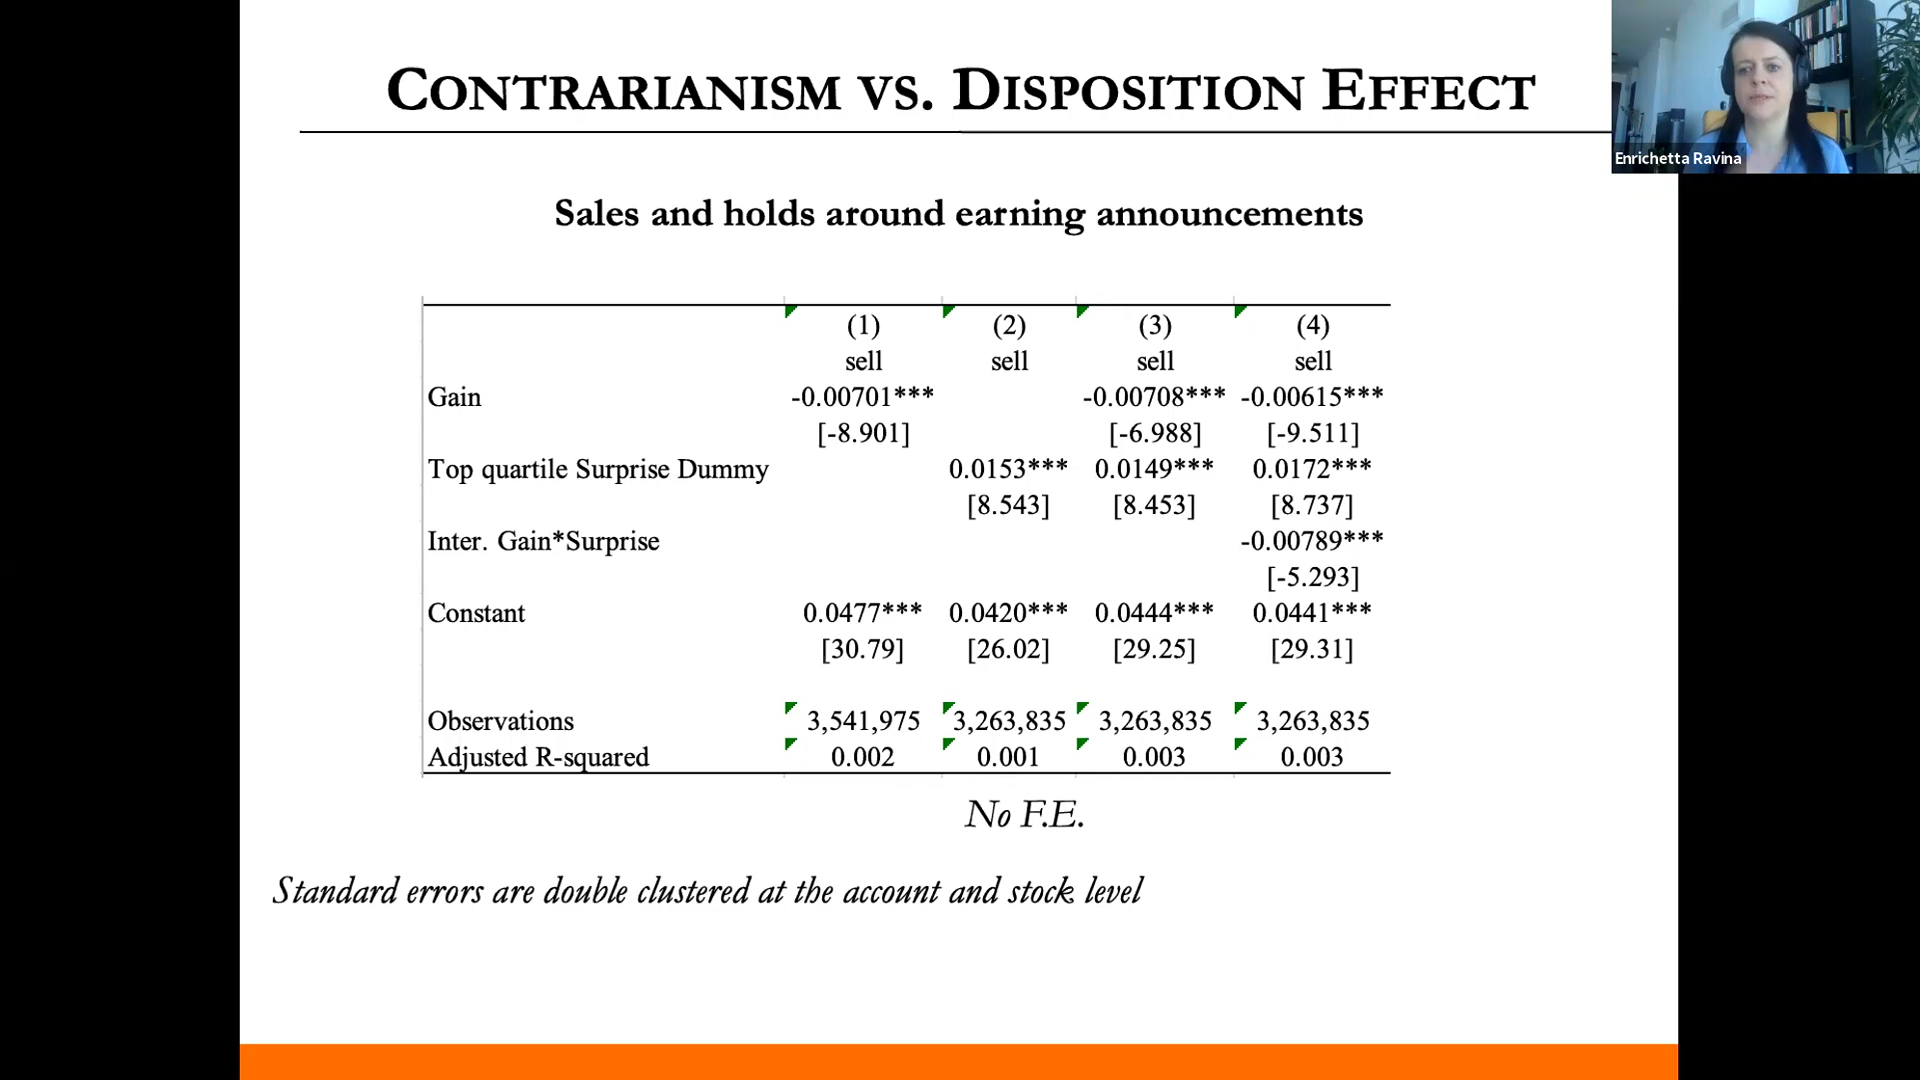 CONTRARIANISM VS. DISPOSITION EFFECT
Enrichetta Ravina
Sales and holds around earning announcements
(1) (2) (3) (4)
sell sell sell sell
Gain -0.00701*** -0.00708*** -0.00615***
[-8.901] [-6.988] [-9.511]
Top quartile Surprise Dummy 0.0153*** 0.0149*** 0.0172***
[8.543] [8.453] [8.737]
Inter. Gain*Surprise -0.00789***
[-5.293]
Constant 0.0477*** 0.0420*** 0.0444*** 0.0441***
[30.79] [26.02] [29.25] [29.31]
Observations 3,541,975 3,263,835 3,263,835 3,263,835
Adjusted R-squared 0.002 0.001 0.003 0.003
No F.E.
Standard errors are double clustered at the account and stock level